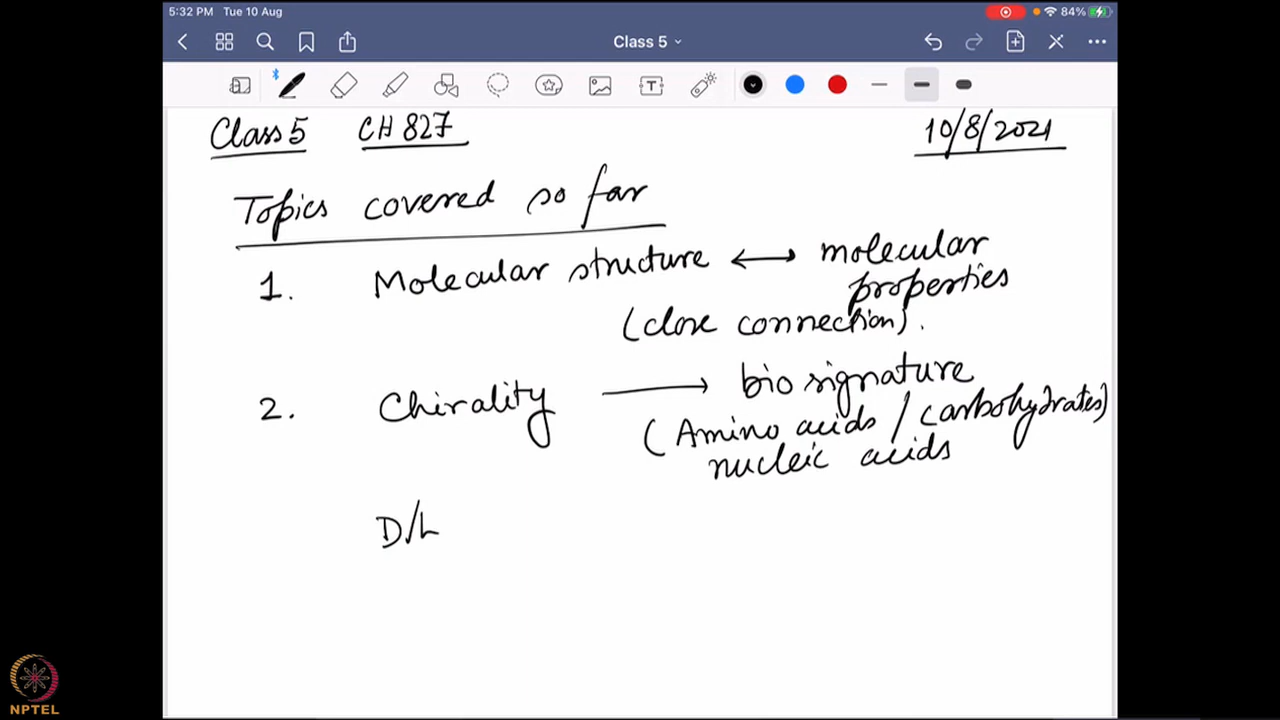 5:32 PM Tue 10 Aug 84%
Class 5
T
Class 5 CH 827 10/8/2021
Topics covered so far
1. Molecular structure ⟷ molecular
properties
(close connection).
2. Chirality ⟶ bio signature
(Amino acids / Carbohydrates)
nucleic acids
D/L
NPTEL